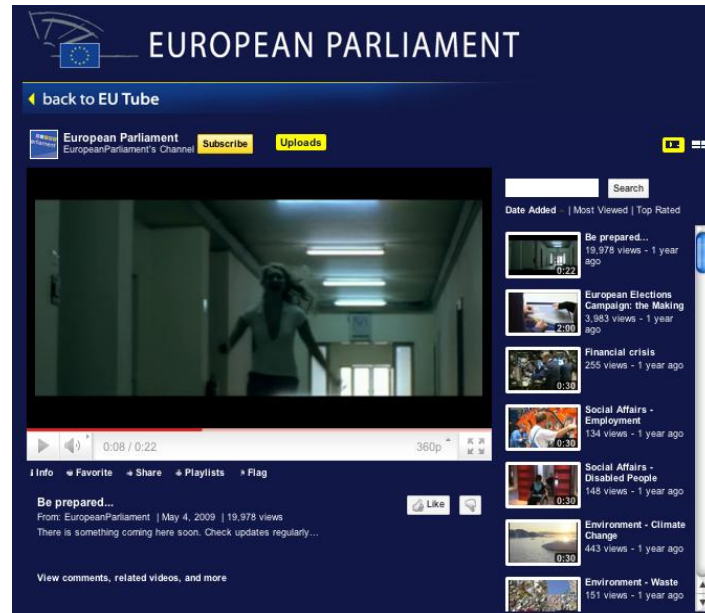 EUROPEAN PARLIAMENT
back to EU Tube
European Parliament
EuropeanParliament's Channel
Subscribe
Uploads
Search
Date Added - | Most Viewed | Top Rated
0:08 / 0:22
360p
Info Favorite Share Playlists Flag
Be prepared...
From: EuropeanParliament | May 4, 2009 | 19,978 views
There is something coming here soon. Check updates regularly...
Like
View comments, related videos, and more
Be prepared...
19,978 views - 1 year
ago
0:22
European Elections
Campaign: the Making
3,983 views - 1 year
ago
2:00
Financial crisis
255 views - 1 year ago
0:30
Social Affairs -
Employment
134 views - 1 year ago
0:30
Social Affairs -
Disabled People
148 views - 1 year ago
0:30
Environment - Climate
Change
443 views - 1 year ago
0:30
Environment - Waste
151 views - 1 year ago